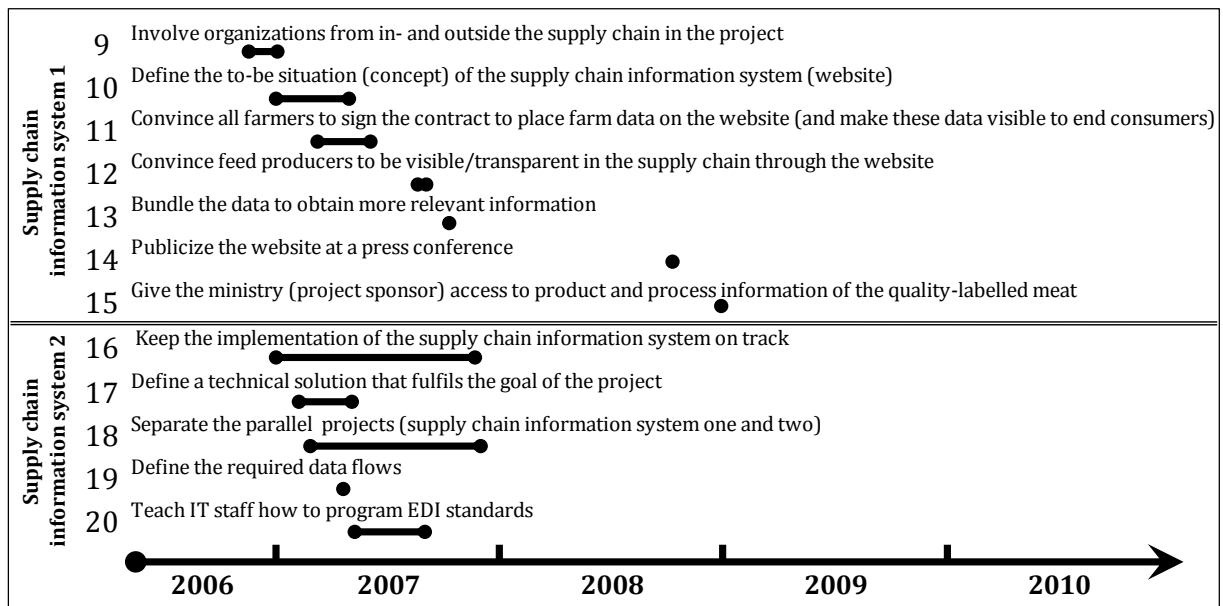 Supply chain
information system 1
9 Involve organizations from in- and outside the supply chain in the project
10 Define the to-be situation (concept) of the supply chain information system (website)
11 Convince all farmers to sign the contract to place farm data on the website (and make these data visible to end consumers)
12 Convince feed producers to be visible/transparent in the supply chain through the website
13 Bundle the data to obtain more relevant information
14 Publicize the website at a press conference
15 Give the ministry (project sponsor) access to product and process information of the quality-labelled meat
Supply chain
information system 2
16 Keep the implementation of the supply chain information system on track
17 Define a technical solution that fulfils the goal of the project
18 Separate the parallel projects (supply chain information system one and two)
19 Define the required data flows
20 Teach IT staff how to program EDI standards
2006 2007 2008 2009 2010